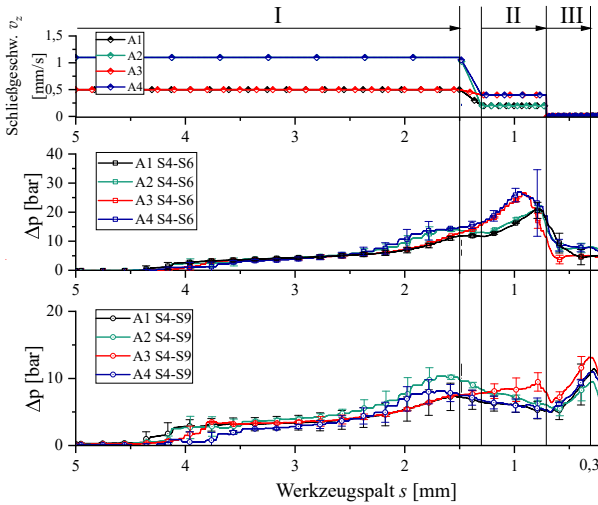 I II III
Schließgeschw. v_z
[mm/s]
1,5
1
0,5
0
A1
A2
A3
A4
5 4 3 2 1
Δp [bar]
40
30
20
10
0
A1 S4-S6
A2 S4-S6
A3 S4-S6
A4 S4-S6
5 4 3 2 1
Δp [bar]
20
10
5
0
A1 S4-S9
A2 S4-S9
A3 S4-S9
A4 S4-S9
5 4 3 2 1 0,3
Werkzeugspalt s [mm]